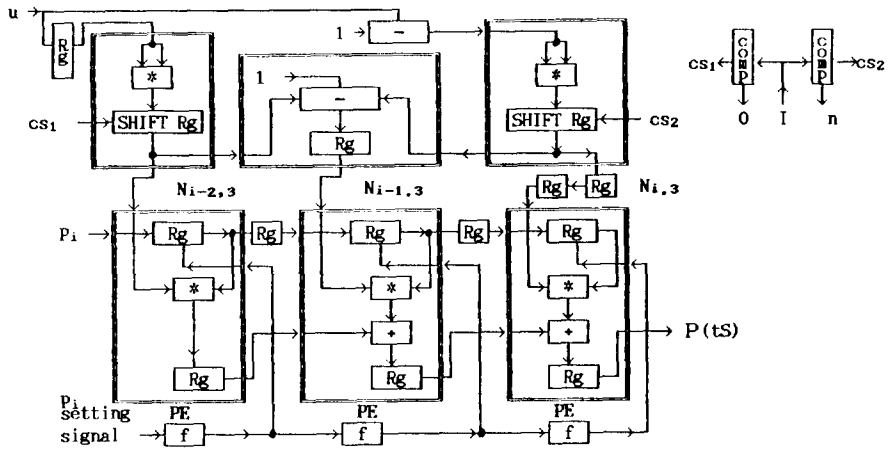 u
Rg
1
−
*
1
−
*
comp
comp
cs₁
cs₂
cs₁
SHIFT Rg
Rg
SHIFT Rg
cs₂
0
I
n
Nᵢ₋₂,₃
Nᵢ₋₁.₃
Rg
Rg
Nᵢ.₃
Pᵢ
Rg
Rg
Rg
Rg
Rg
*
*
*
+
+
P(tS)
Rg
Rg
Rg
Pᵢ
setting
signal
PE
PE
PE
f
f
f